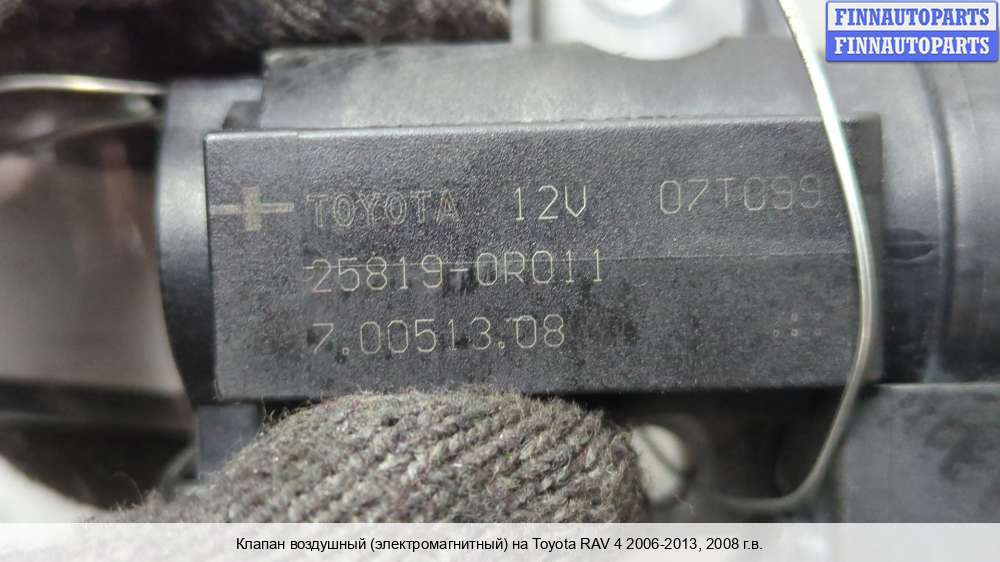 FINNAUTOPARTS
FINNAUTOPARTS
TOYOTA 12V 07TC99
25819-0R011
7.00513.08
Клапан воздушный (электромагнитный) на Toyota RAV 4 2006-2013, 2008 г.в.